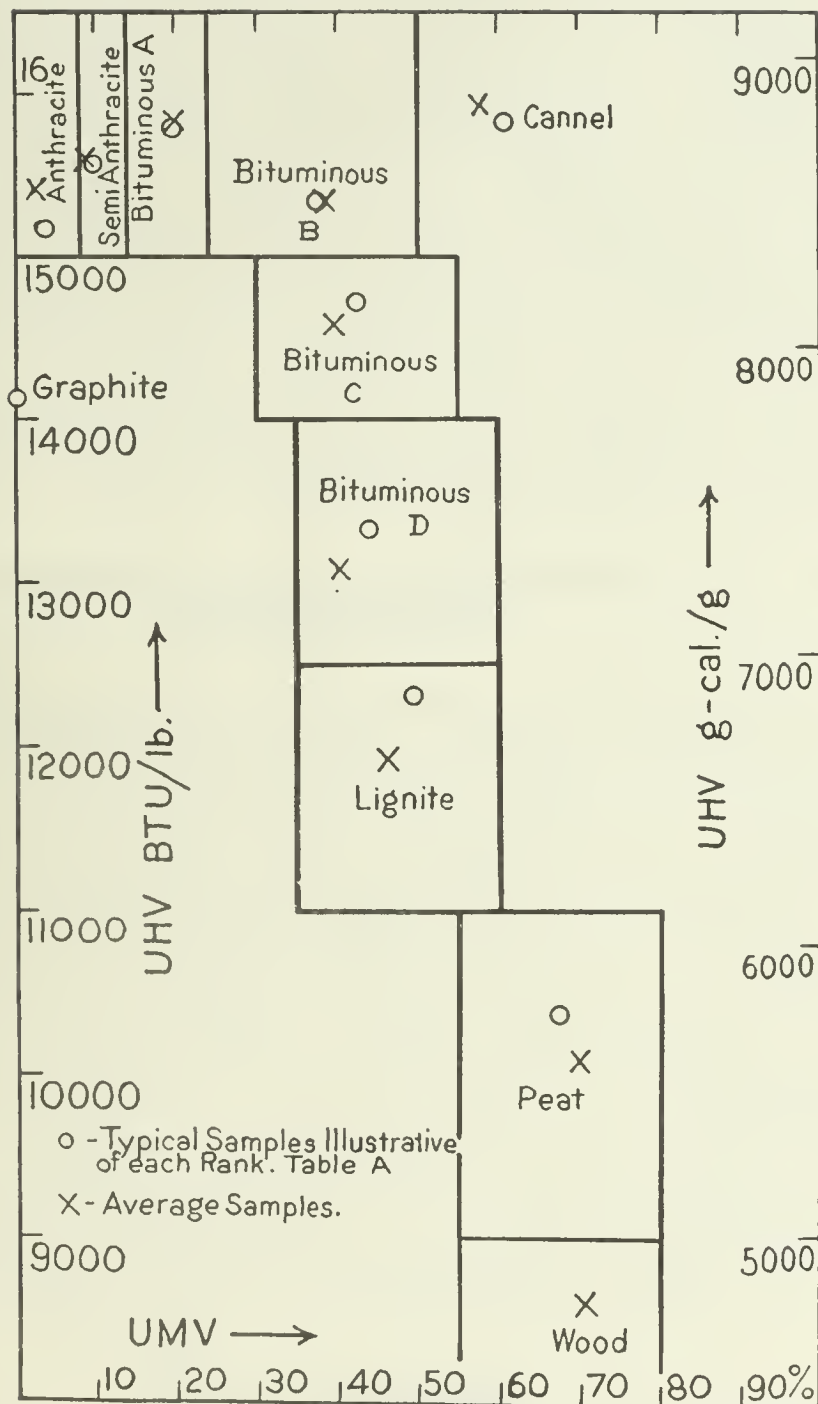 16
Anthracite
Semi Anthracite
Bituminous A
Bituminous
B
Cannel
9000
15000
Bituminous
C
8000
Graphite
14000
Bituminous
D
13000
UHV g-cal./g
7000
12000
UHV BTU/lb.
Lignite
11000
6000
10000
Peat
o - Typical Samples Illustrative
of each Rank. Table A
X - Average Samples.
9000
5000
UMV
Wood
10 20 30 40 50 60 70 80 90%